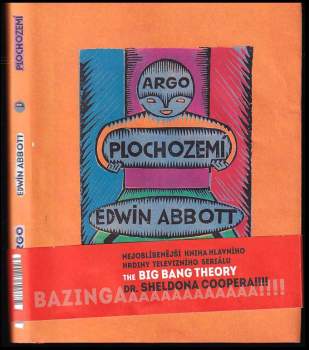 PLOCHOZEMÍ
EDWIN ABBOTT
ARGO
ARGO
PLOCHOZEMÍ
EDWIN ABBOTT
NEJOBLÍBENĚJŠÍ KNIHA HLAVNÍHO
HRDINY TELEVIZNÍHO SERIÁLU
THE BIG BANG THEORY
DR. SHELDONA COOPERA!!!!
BAZINGAAAAAAAAAAAAAA!!!!